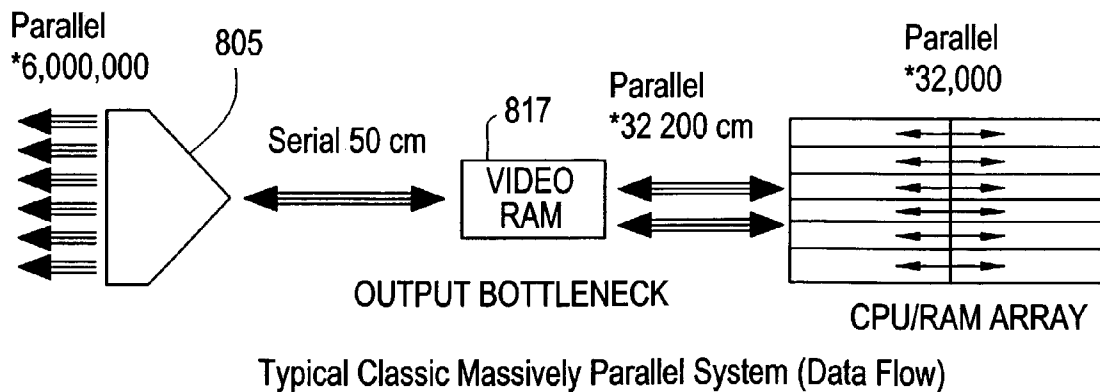 Parallel
*6,000,000
805
Serial 50 cm
817
VIDEO
RAM
Parallel
*32 200 cm
Parallel
*32,000
OUTPUT BOTTLENECK
CPU/RAM ARRAY
Typical Classic Massively Parallel System (Data Flow)